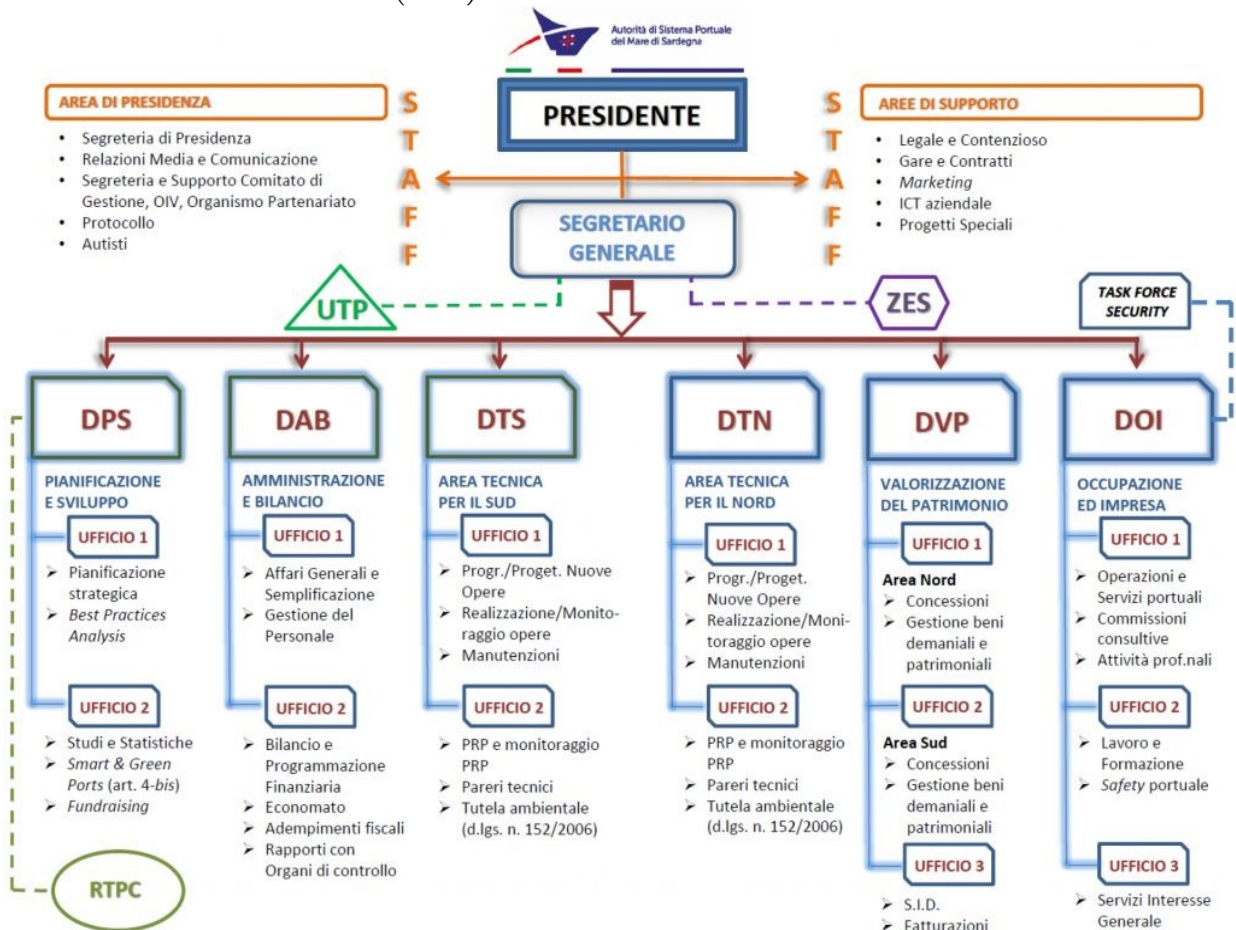 Autorità di Sistema Portuale
del Mare di Sardegna
PRESIDENTE
AREA DI PRESIDENZA
• Segreteria di Presidenza
• Relazioni Media e Comunicazione
• Segreteria e Supporto Comitato di
Gestione, OIV, Organismo Partenariato
• Protocollo
• Autisti
STAFF
STAFF
AREE DI SUPPORTO
• Legale e Contenzioso
• Gare e Contratti
• Marketing
• ICT aziendale
• Progetti Speciali
SEGRETARIO
GENERALE
UTP
ZES
TASK FORCE
SECURITY
DPS
PIANIFICAZIONE
E SVILUPPO
UFFICIO 1
➢ Pianificazione
strategica
➢ Best Practices
Analysis
UFFICIO 2
➢ Studi e Statistiche
➢ Smart & Green
Ports (art. 4-bis)
➢ Fundraising
RTPC
DAB
AMMINISTRAZIONE
E BILANCIO
UFFICIO 1
➢ Affari Generali e
Semplificazione
➢ Gestione del
Personale
UFFICIO 2
➢ Bilancio e
Programmazione
Finanziaria
➢ Economato
➢ Adempimenti fiscali
➢ Rapporti con
Organi di controllo
DTS
AREA TECNICA
PER IL SUD
UFFICIO 1
➢ Progr./Proget. Nuove
Opere
➢ Realizzazione/Monito-
raggio opere
➢ Manutenzioni
UFFICIO 2
➢ PRP e monitoraggio
PRP
➢ Pareri tecnici
➢ Tutela ambientale
(d.lgs. n. 152/2006)
DTN
AREA TECNICA
PER IL NORD
UFFICIO 1
➢ Progr./Proget.
Nuove Opere
➢ Realizzazione/Moni-
toraggio opere
➢ Manutenzioni
UFFICIO 2
➢ PRP e monitoraggio
PRP
➢ Pareri tecnici
➢ Tutela ambientale
(d.lgs. n. 152/2006)
DVP
VALORIZZAZIONE
DEL PATRIMONIO
UFFICIO 1
Area Nord
➢ Concessioni
➢ Gestione beni
demaniali e
patrimoniali
UFFICIO 2
Area Sud
➢ Concessioni
➢ Gestione beni
demaniali e
patrimoniali
UFFICIO 3
➢ S.I.D.
➢ Fatturazioni
DOI
OCCUPAZIONE
ED IMPRESA
UFFICIO 1
➢ Operazioni e
Servizi portuali
➢ Commissioni
consultive
➢ Attività prof.nali
UFFICIO 2
➢ Lavoro e
Formazione
➢ Safety portuale
UFFICIO 3
➢ Servizi Interesse
Generale